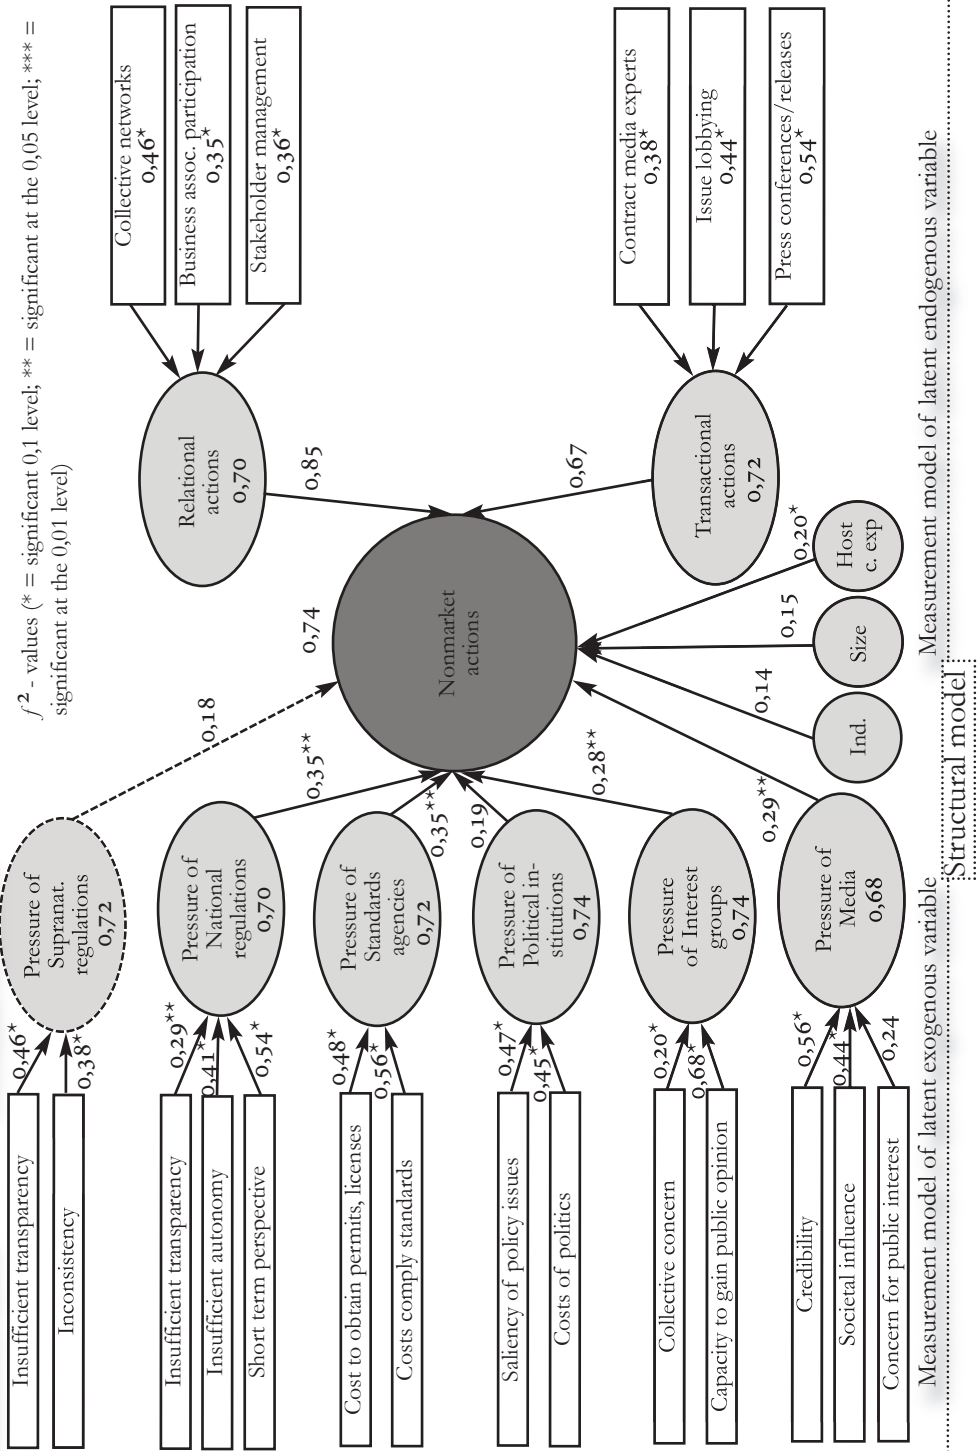 f² - values (* = significant 0,1 level; ** = significant at the 0,05 level; *** =
significant at the 0,01 level)
Insufficient transparency
0,46*
Inconsistency
0,38*
Pressure of
Supranat.
regulations
0,72
0,18
Insufficient transparency
0,29**
Insufficient autonomy
0,41*
Short term perspective
0,54*
Pressure of
National
regulations
0,70
0,35**
Cost to obtain permits, licenses
0,48*
Costs comply standards
0,56*
Pressure of
Standards
agencies
0,72
0,35**
Saliency of policy issues
0,47*
Costs of politics
0,45*
Pressure of
Political in-
stitutions
0,74
0,19
Collective concern
0,20*
Capacity to gain public opinion
0,68*
Pressure
of Interest
groups
0,74
0,28**
Credibility
0,56*
Societal influence
0,44*
Concern for public interest
0,24
Pressure of
Media
0,68
0,29**
0,74
Nonmarket
actions
Ind.
0,14
Size
0,15
Host
c. exp
0,20*
Relational
actions
0,70
0,85
Collective networks
0,46*
Business assoc. participation
0,35*
Stakeholder management
0,36*
Transactional
actions
0,72
0,67
Contract media experts
0,38*
Issue lobbying
0,44*
Press conferences/releases
0,54*
Measurement model of latent exogenous variable
Structural model
Measurement model of latent endogenous variable